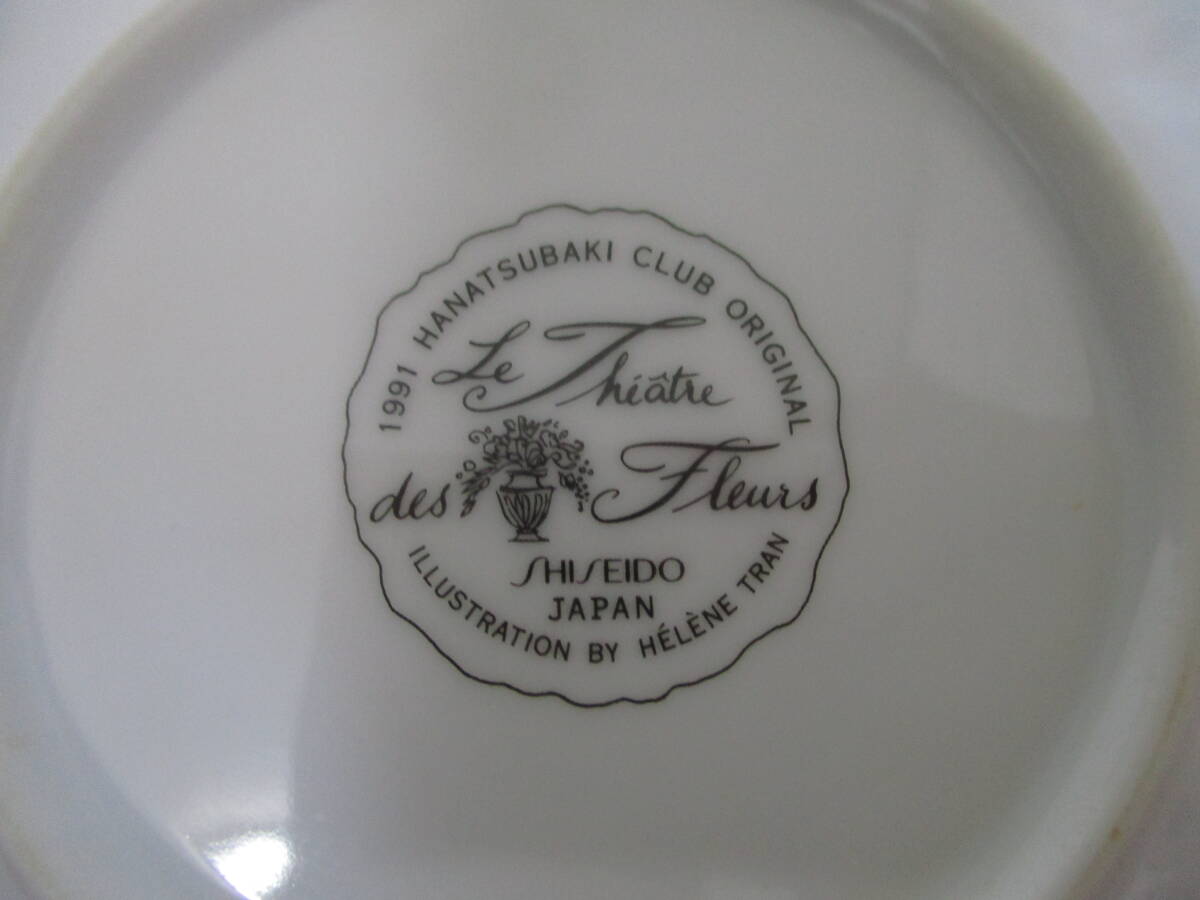 1991 HANATSUBAKI CLUB ORIGINAL
Le Théâtre
des Fleurs
SHISEIDO
JAPAN
ILLUSTRATION BY HÉLÈNE TRAN